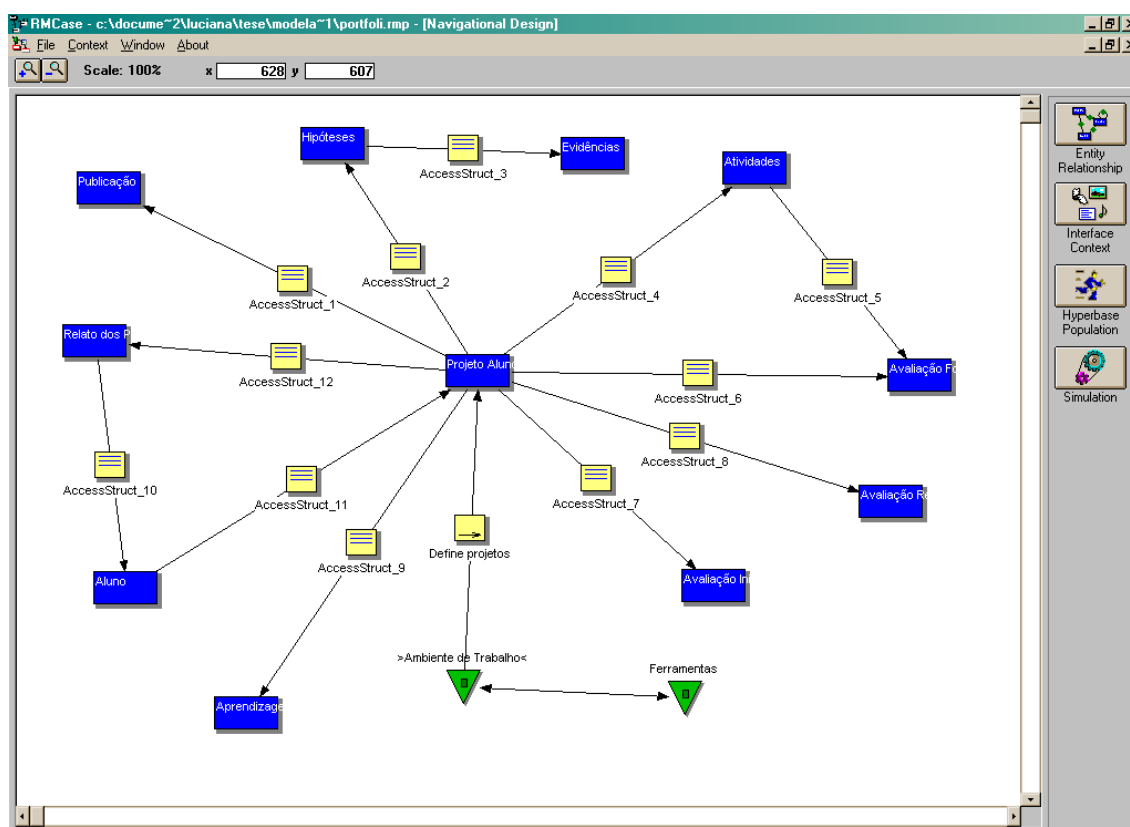 RMCase - c:\docume~2\luciana\tese\modela~1\portfoli.rmp - [Navigational Design]
File Context Window About
Scale: 100% x 628 y 607
Hipóteses
AccessStruct_3
Evidências
Atividades
Publicação
AccessStruct_2
AccessStruct_4
AccessStruct_5
AccessStruct_1
Relato dos P
AccessStruct_12
Projeto Aluno
AccessStruct_6
Avaliação Fo
AccessStruct_8
AccessStruct_10
AccessStruct_11
AccessStruct_7
Avaliação Re
AccessStruct_9
Define projetos
Aluno
Avaliação Ini
>Ambiente de Trabalho<
Ferramentas
Aprendizage
Entity
Relationship
Interface
Context
Hyperbase
Population
Simulation